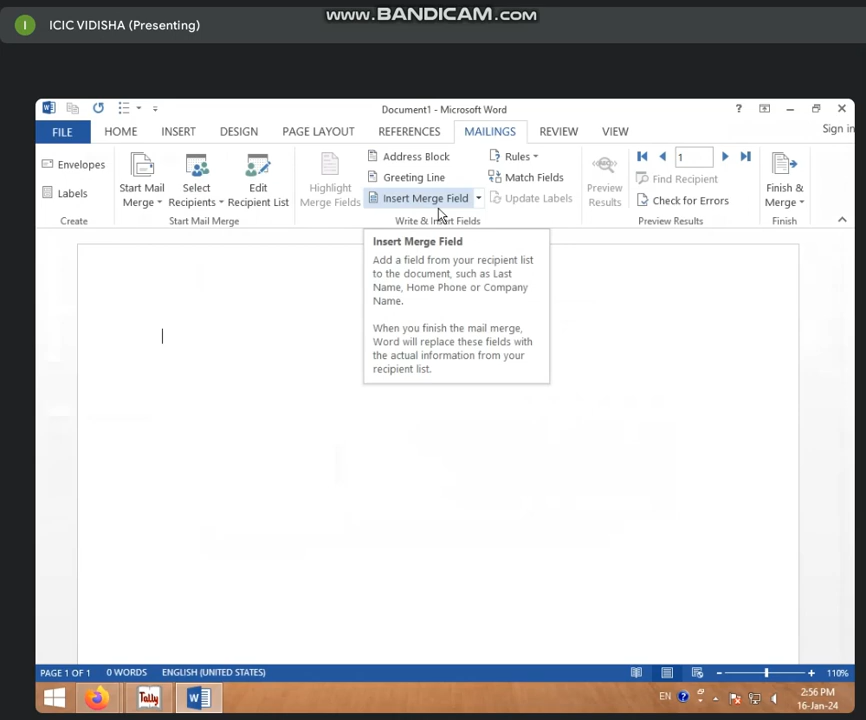 www.BANDICAM.com
I ICIC VIDISHA (Presenting)
Document1 - Microsoft Word
?
FILE HOME INSERT DESIGN PAGE LAYOUT REFERENCES MAILINGS REVIEW VIEW Sign in
Envelopes
Labels
Create
Start Mail
Merge
Select
Recipients
Edit
Recipient List
Start Mail Merge
Highlight
Merge Fields
Address Block
Greeting Line
Insert Merge Field
Rules
Match Fields
Update Labels
Write & Insert Fields
Preview
Results
ABC
1
Find Recipient
Check for Errors
Preview Results
Finish &
Merge
Finish
Insert Merge Field
Add a field from your recipient list
to the document, such as Last
Name, Home Phone or Company
Name.
When you finish the mail merge,
Word will replace these fields with
the actual information from your
recipient list.
PAGE 1 OF 1 0 WORDS ENGLISH (UNITED STATES) 110%
Tally
EN
2:56 PM
16-Jan-24